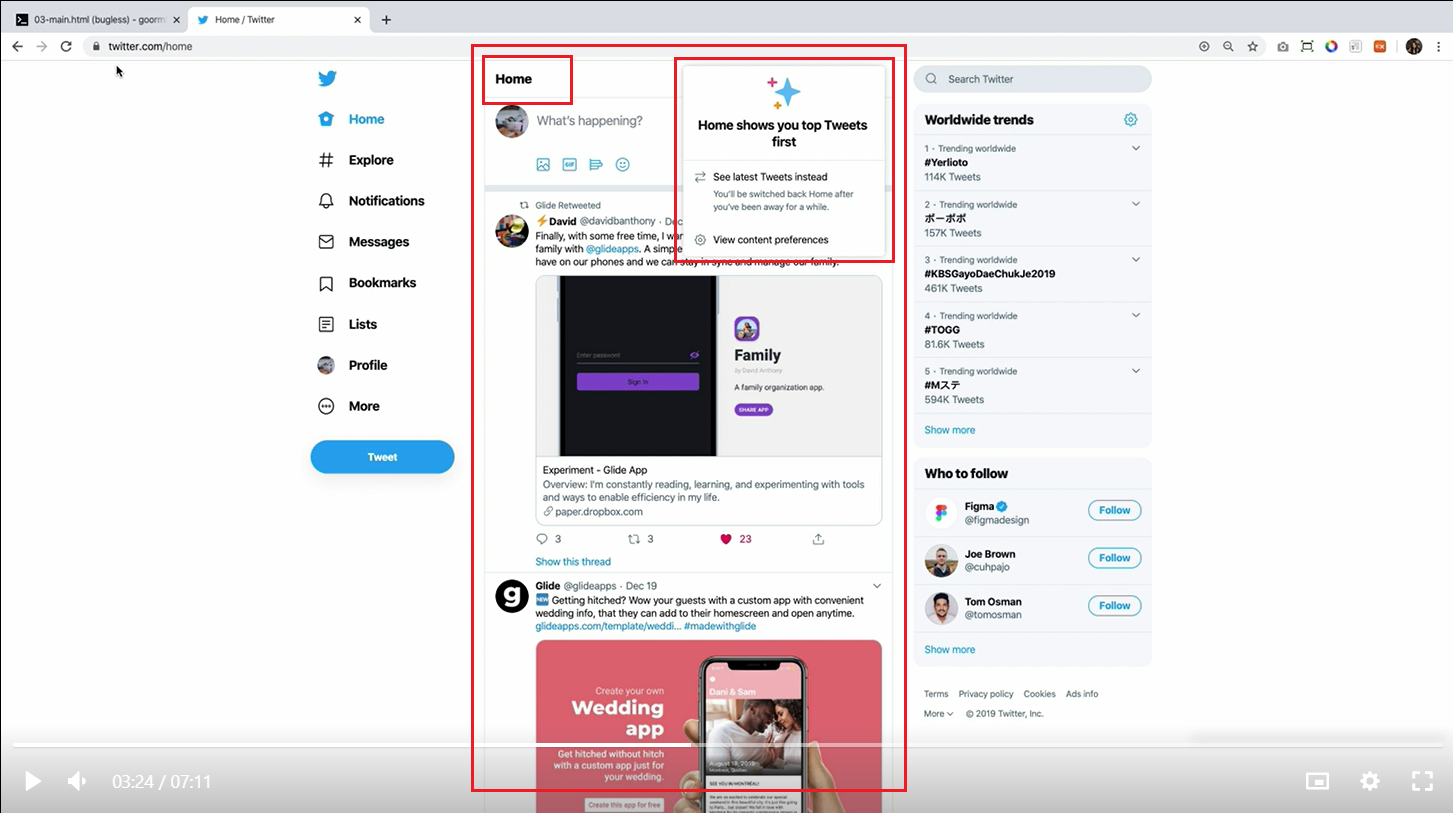 03-main.html (bugless) - goorm
Home / Twitter
twitter.com/home
Home
Explore
Notifications
Messages
Bookmarks
Lists
Profile
More
Tweet
Home
What's happening?
GIF
Home shows you top Tweets
first
See latest Tweets instead
You'll be switched back Home after
you've been away for a while.
View content preferences
Glide Retweeted
⚡David @davidbanthony · Dec
Finally, with some free time, I wan
family with @glideapps. A simple
have on our phones and we can stay in sync and manage our family.
Enter password
Sign In
Family
by David Anthony
A family organization app.
SHARE APP
Experiment - Glide App
Overview: I'm constantly reading, learning, and experimenting with tools
and ways to enable efficiency in my life.
paper.dropbox.com
3
3
23
Show this thread
Glide @glideapps · Dec 19
🆕 Getting hitched? Wow your guests with a custom app with convenient
wedding info, that they can add to their homescreen and open anytime.
glideapps.com/template/weddi... #madewithglide
Create your own
Wedding
app
Get hitched without hitch
with a custom app just for
your wedding.
Create this app for free
Dani & Sam
August 18, 2019
Montreal, Quebec
SEE YOU IN MONTRÉAL!
Search Twitter
Worldwide trends
1 · Trending worldwide
#Yerlioto
114K Tweets
2 · Trending worldwide
ボーボボ
157K Tweets
3 · Trending worldwide
#KBSGayoDaeChukJe2019
461K Tweets
4 · Trending worldwide
#TOGG
81.6K Tweets
5 · Trending worldwide
#Mステ
594K Tweets
Show more
Who to follow
Figma
@figmadesign
Follow
Joe Brown
@cuhpajo
Follow
Tom Osman
@tomosman
Follow
Show more
Terms Privacy policy Cookies Ads info
More © 2019 Twitter, Inc.
03:24 / 07:11